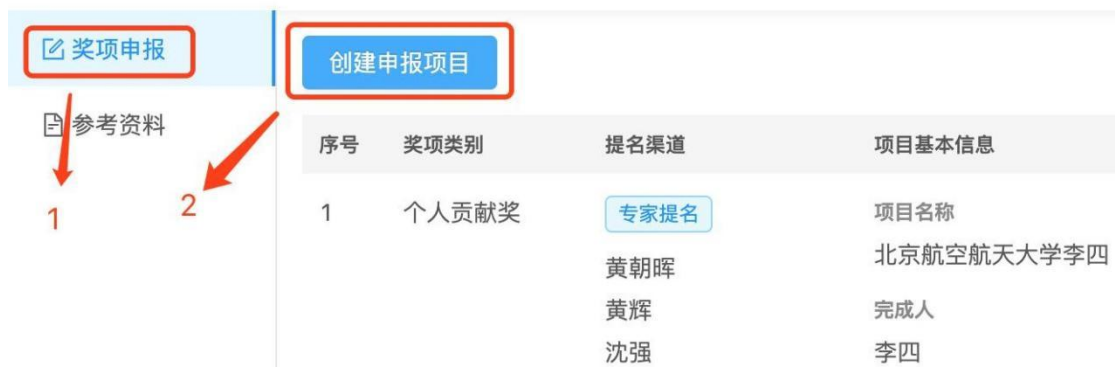 奖项申报
创建申报项目
参考资料
1
2
序号 奖项类别 提名渠道 项目基本信息
1 个人贡献奖 专家提名 项目名称
黄朝晖 北京航空航天大学李四
黄辉 完成人
沈强 李四